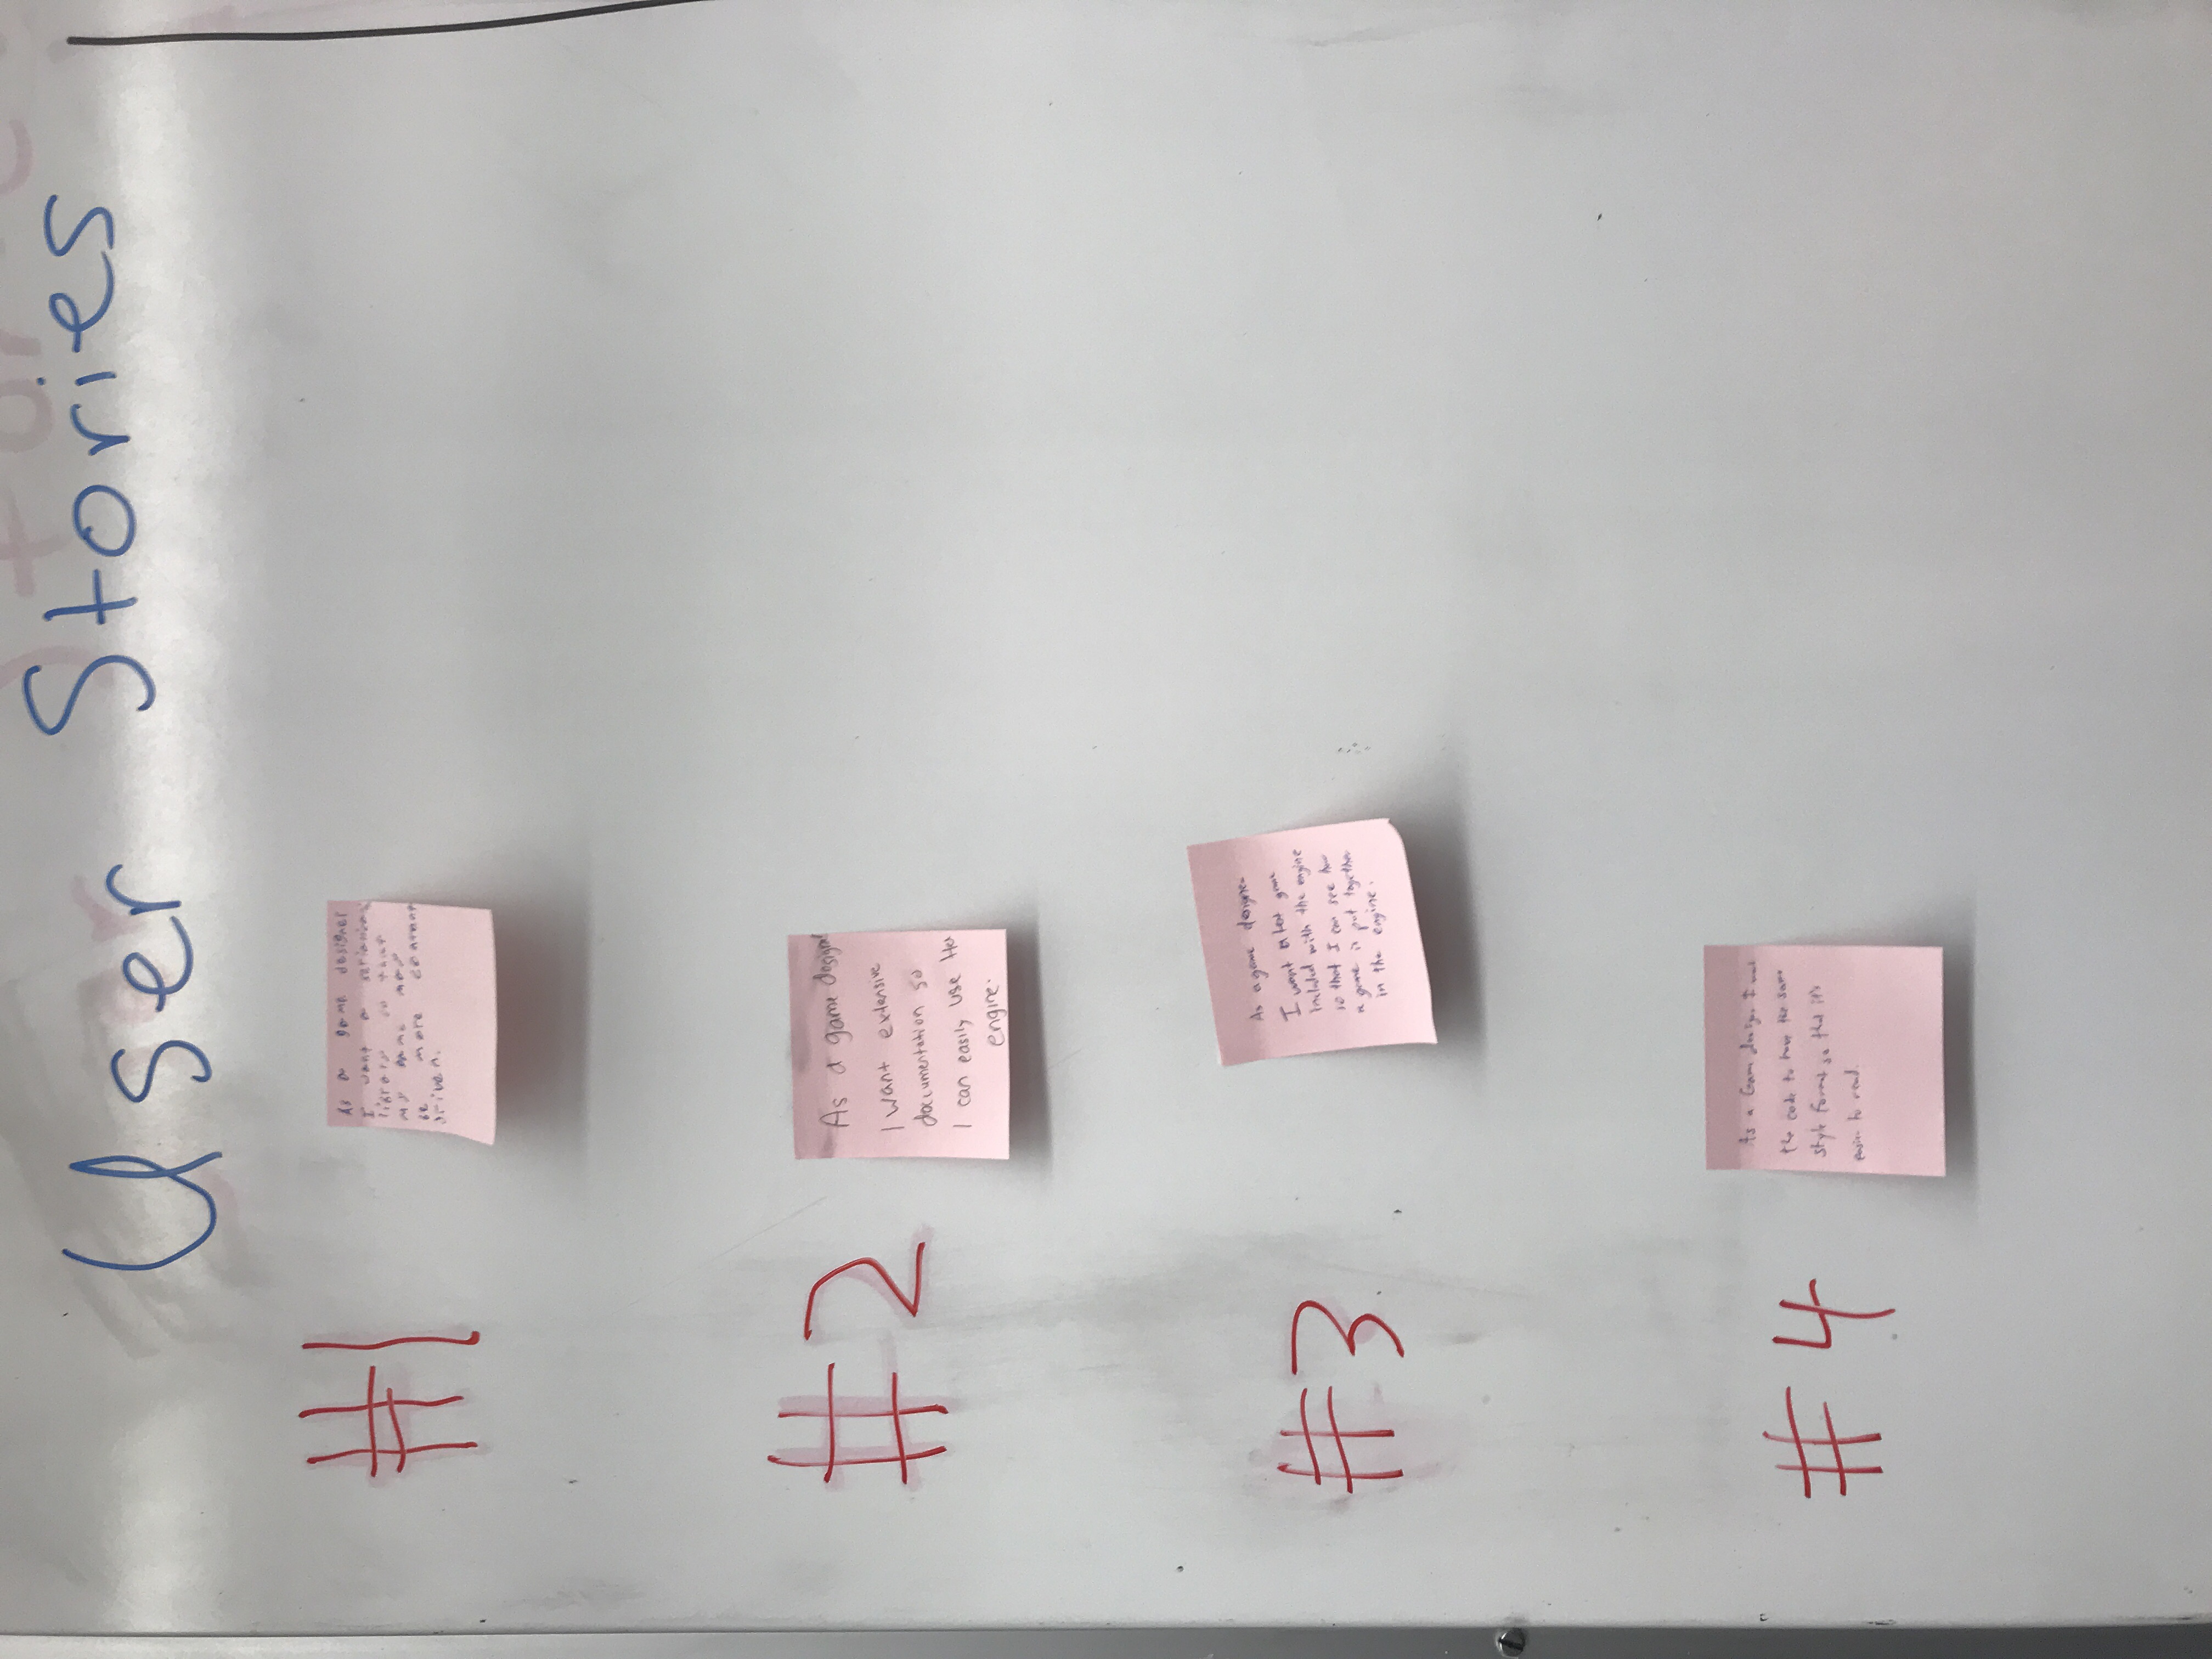 User Stories
#1
As a game designer
I want a
library so that
my game may
be more content
driven.
#2
As a game designer
I want extensive
documentation so
I can easily use the
engine.
#3
As a game designer
I want a test game
included with the engine
so that I can see how
a game is put together
in the engine.
#4
As a Game designer I want
the code to have the same
style format so that it's
easier to read.